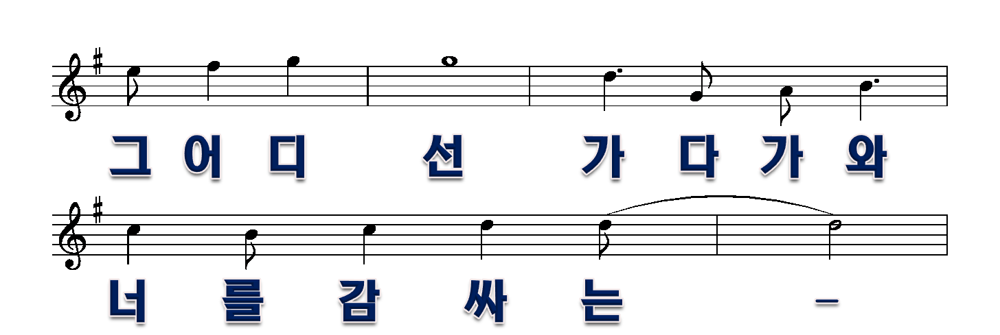 그 어 디 선 가 다 가 와
너 를 감 싸 는 –